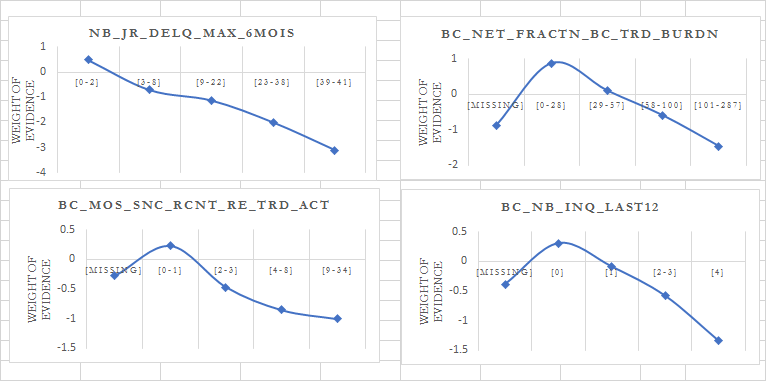 NB_JR_DELQ_MAX_6MOIS
WEIGHT OF
EVIDENCE
1
0
-1
-2
-3
-4
[0-2] [3-8] [9-22] [23-38] [39-41]
BC_NET_FRACTN_BC_TRD_BURDN
WEIGHT OF
EVIDENCE
1
0
-1
-2
[MISSING] [0-28] [29-57] [58-100] [101-287]
BC_MOS_SNC_RCNT_RE_TRD_ACT
WEIGHT OF
EVIDENCE
0.5
0
-0.5
-1
-1.5
[MISSING] [0-1] [2-3] [4-8] [9-34]
BC_NB_INQ_LAST12
WEIGHT OF
EVIDENCE
0.5
0
-0.5
-1
-1.5
[MISSING] [0] [1] [2-3] [4]